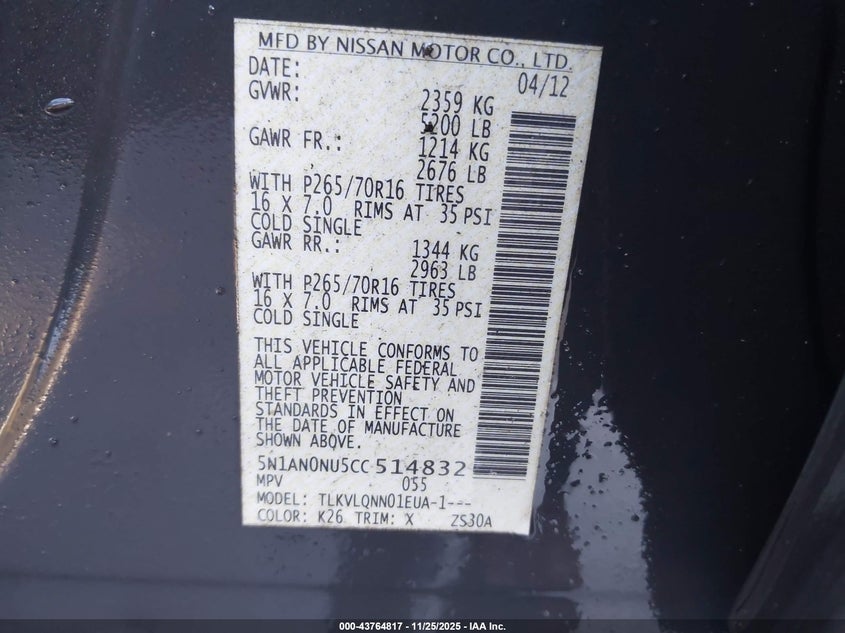 MFD BY NISSAN MOTOR CO., LTD.
DATE: 04/12
GVWR: 2359 KG
5200 LB
GAWR FR.: 1214 KG
2676 LB
WITH P265/70R16 TIRES
16 X 7.0 RIMS AT 35 PSI
COLD SINGLE
GAWR RR.: 1344 KG
2963 LB
WITH P265/70R16 TIRES
16 X 7.0 RIMS AT 35 PSI
COLD SINGLE
THIS VEHICLE CONFORMS TO
ALL APPLICABLE FEDERAL
MOTOR VEHICLE SAFETY AND
THEFT PREVENTION
STANDARDS IN EFFECT ON
THE DATE OF MANUFACTURE
SHOWN ABOVE.
5N1AN0NU5CC514832
MPV 055
MODEL: TLKVLQNN01EUA-1---
COLOR: K26 TRIM: X ZS30A
000-43764817 - 11/25/2025 - IAA Inc.